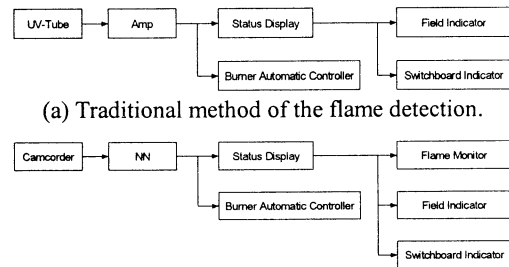 UV-Tube Amp Status Display Field Indicator
Burner Automatic Controller Switchboard Indicator
(a) Traditional method of the flame detection.
Camcorder NN Status Display Flame Monitor
Burner Automatic Controller Field Indicator
Switchboard Indicator